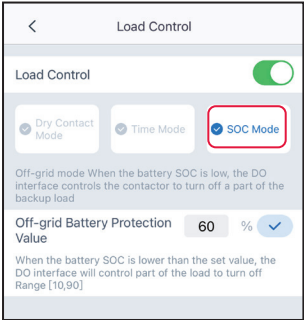 Load Control
Load Control
Dry Contact
Mode
Time Mode
SOC Mode
Off-grid mode When the battery SOC is low, the DO
interface controls the contactor to turn off a part of the
backup load
Off-grid Battery Protection
Value
60 %
When the battery SOC is lower than the set value, the
DO interface will control part of the load to turn off
Range [10,90]